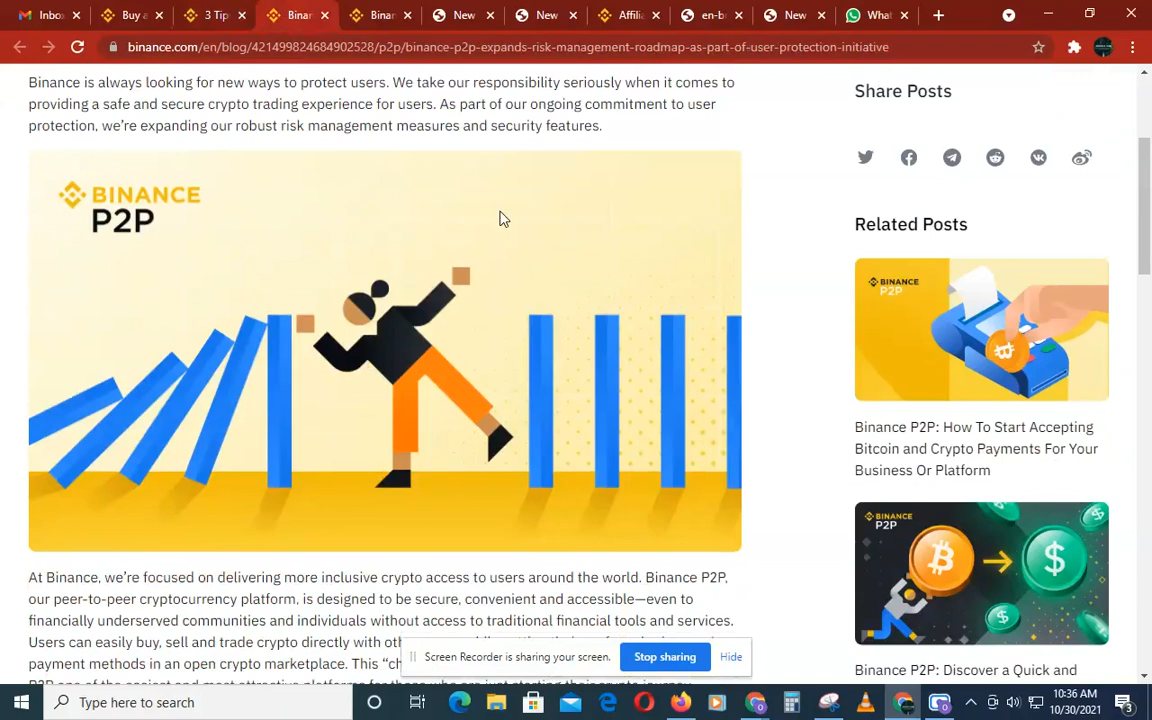 Inbox
Buy a
3 Tip
Binan
Binan
New
New
Affilia
en-bu
New
What
binance.com/en/blog/421499824684902528/p2p/binance-p2p-expands-risk-management-roadmap-as-part-of-user-protection-initiative
Binance is always looking for new ways to protect users. We take our responsibility seriously when it comes to
providing a safe and secure crypto trading experience for users. As part of our ongoing commitment to user
protection, we're expanding our robust risk management measures and security features.
BINANCE
P2P
At Binance, we're focused on delivering more inclusive crypto access to users around the world. Binance P2P,
our peer-to-peer cryptocurrency platform, is designed to be secure, convenient and accessible—even to
financially underserved communities and individuals without access to traditional financial tools and services.
Users can easily buy, sell and trade crypto directly with
payment methods in an open crypto marketplace. This
Share Posts
Related Posts
BINANCE
P2P
Binance P2P: How To Start Accepting
Bitcoin and Crypto Payments For Your
Business Or Platform
BINANCE
P2P
Binance P2P: Discover a Quick and
Screen Recorder is sharing your screen.
Stop sharing
Hide
Type here to search
10:36 AM
10/30/2021
3